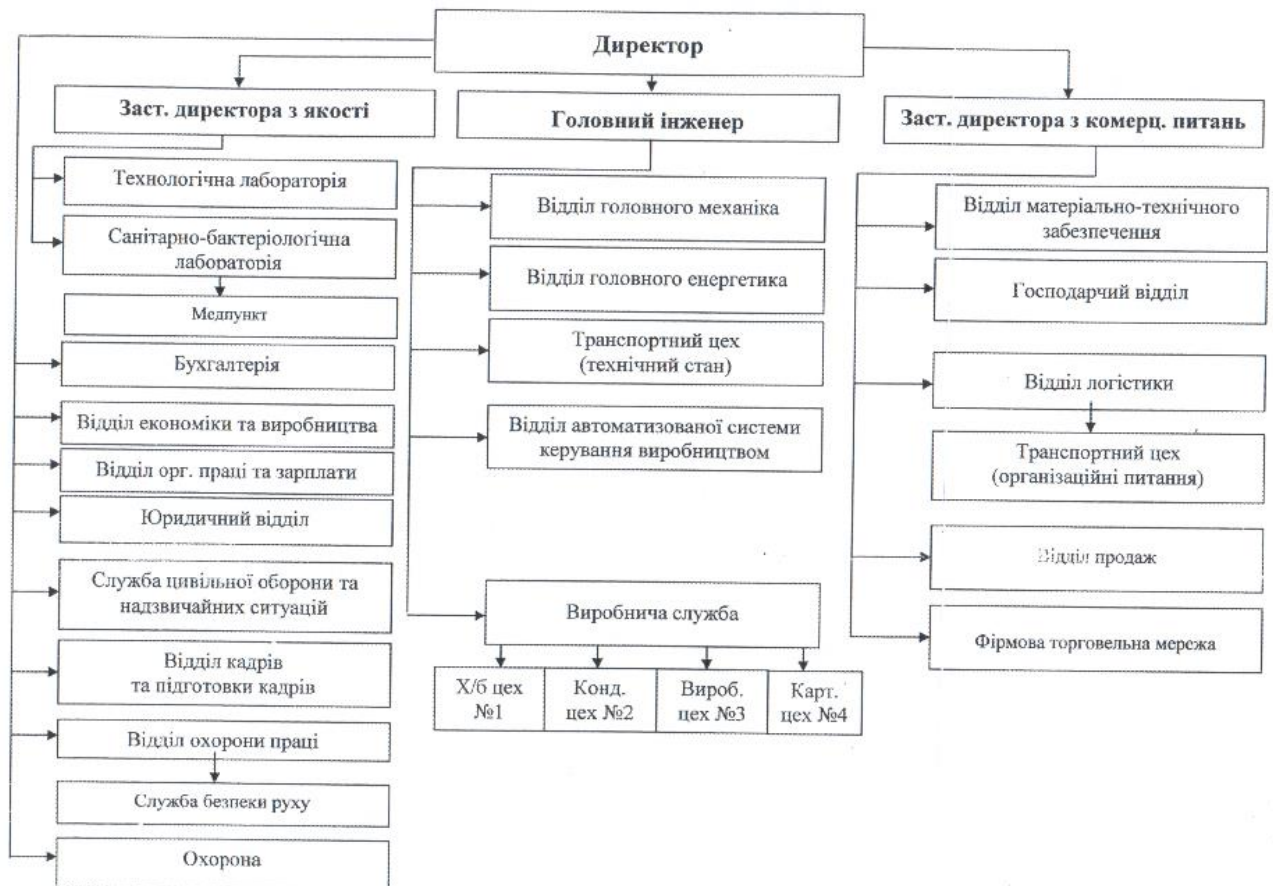 Директор
Заст. директора з якості
Головний інженер
Заст. директора з комерц. питань
Технологічна лабораторія
Санітарно-бактеріологічна
лабораторія
Медпункт
Бухгалтерія
Відділ економіки та виробництва
Відділ орг. праці та зарплати
Юридичний відділ
Служба цивільної оборони та
надзвичайних ситуацій
Відділ кадрів
та підготовки кадрів
Відділ охорони праці
Служба безпеки руху
Охорона
Відділ головного механіка
Відділ головного енергетика
Транспортний цех
(технічний стан)
Відділ автоматизованої системи
керування виробництвом
Виробнича служба
Х/б цех
№1
Конд.
цех №2
Вироб.
цех №3
Карт.
цех №4
Відділ матеріально-технічного
забезпечення
Господарчий відділ
Відділ логістики
Транспортний цех
(організаційні питання)
Відділ продаж
Фірмова торговельна мережа